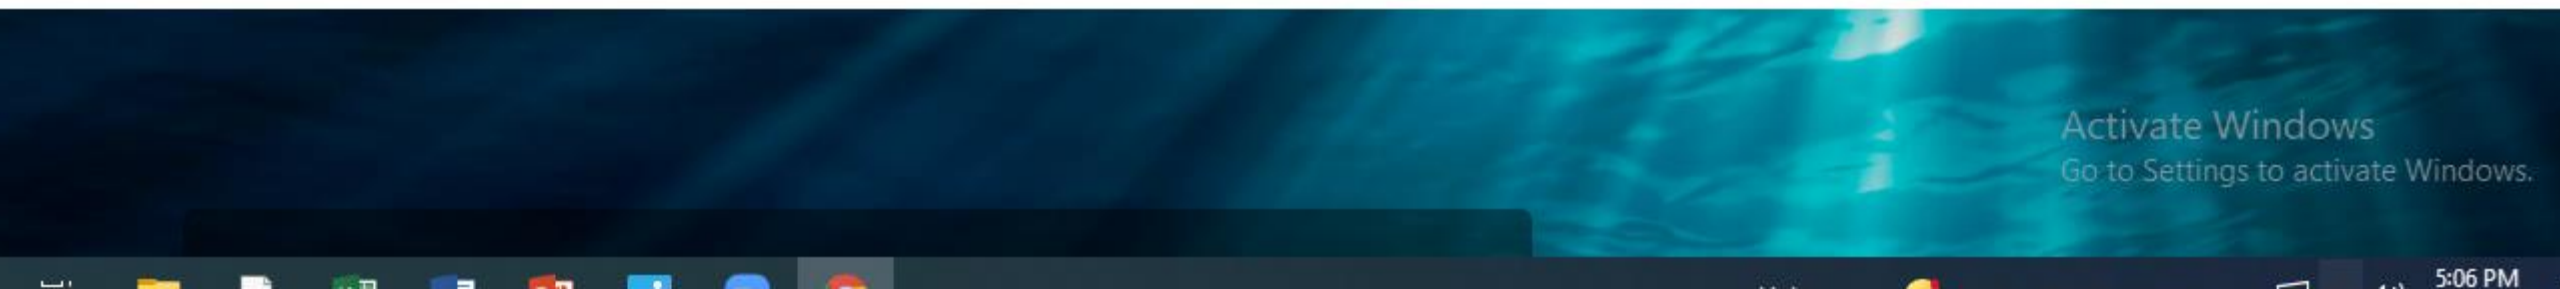 Activate Windows
Go to Settings to activate Windows.
5:06 PM